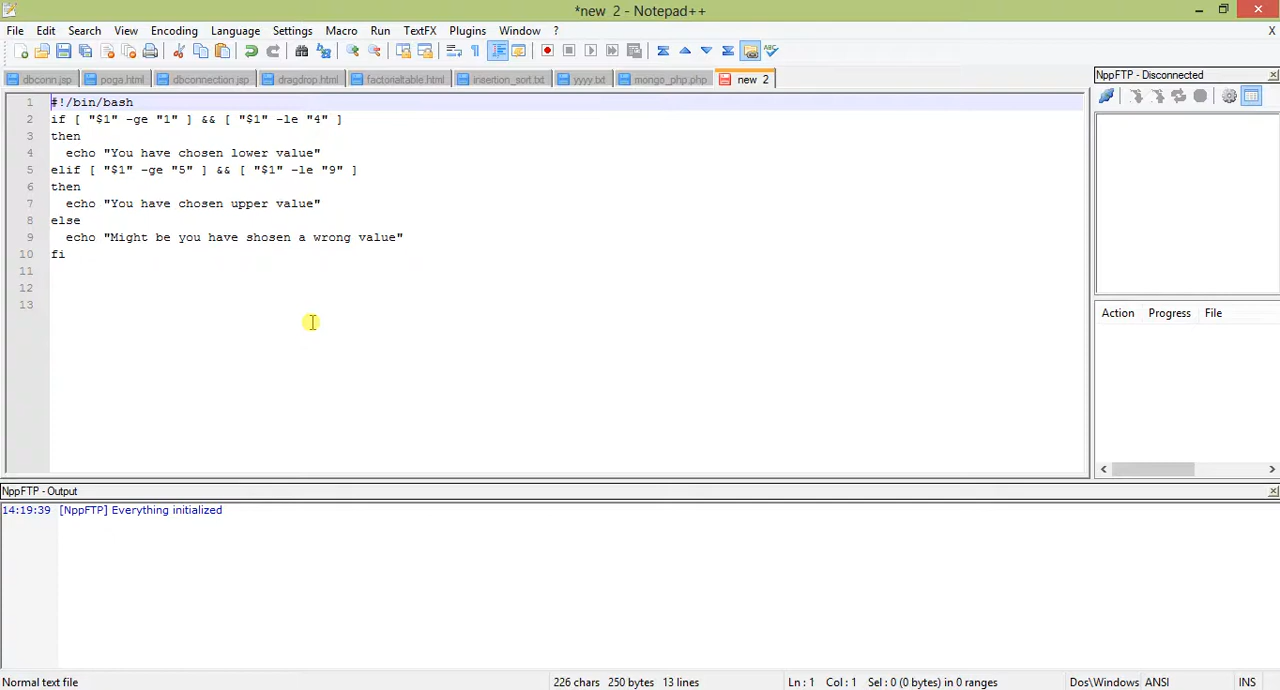 *new 2 - Notepad++
File Edit Search View Encoding Language Settings Macro Run TextFX Plugins Window ? X
dbconn.jsp poga.html dbconnection.jsp dragdrop.html factorialtable.html insertion_sort.txt yyyy.txt mongo_php.php new 2
NppFTP - Disconnected
1 #!/bin/bash
2 if [ "$1" -ge "1" ] && [ "$1" -le "4" ]
3 then
4 echo "You have chosen lower value"
5 elif [ "$1" -ge "5" ] && [ "$1" -le "9" ]
6 then
7 echo "You have chosen upper value"
8 else
9 echo "Might be you have shosen a wrong value"
10 fi
11
12
13
Action Progress File
NppFTP - Output
14:19:39 [NppFTP] Everything initialized
Normal text file 226 chars 250 bytes 13 lines Ln : 1 Col : 1 Sel : 0 (0 bytes) in 0 ranges Dos\Windows ANSI INS